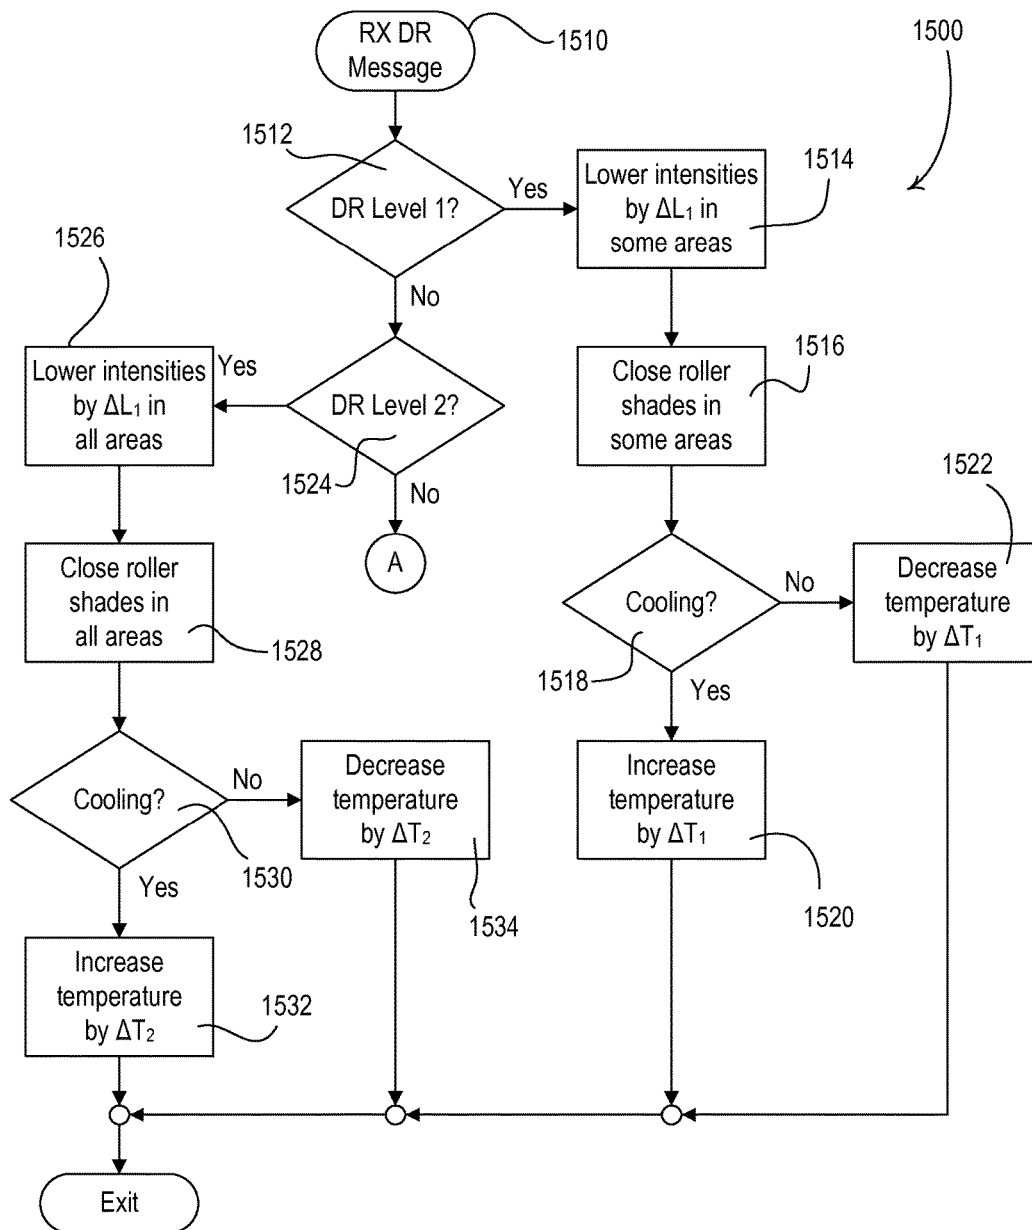 RX DR
Message
1510
1500
1512
DR Level 1?
Yes
Lower intensities
by ΔL₁ in
some areas
1514
No
1526
Lower intensities
by ΔL₁ in
all areas
Yes
DR Level 2?
1524
No
A
Close roller
shades in
some areas
1516
1522
Close roller
shades in
all areas
1528
Cooling?
1518
No
Decrease
temperature
by ΔT₁
Yes
Cooling?
1530
No
Decrease
temperature
by ΔT₂
1534
Increase
temperature
by ΔT₁
1520
Yes
Increase
temperature
by ΔT₂
1532
Exit